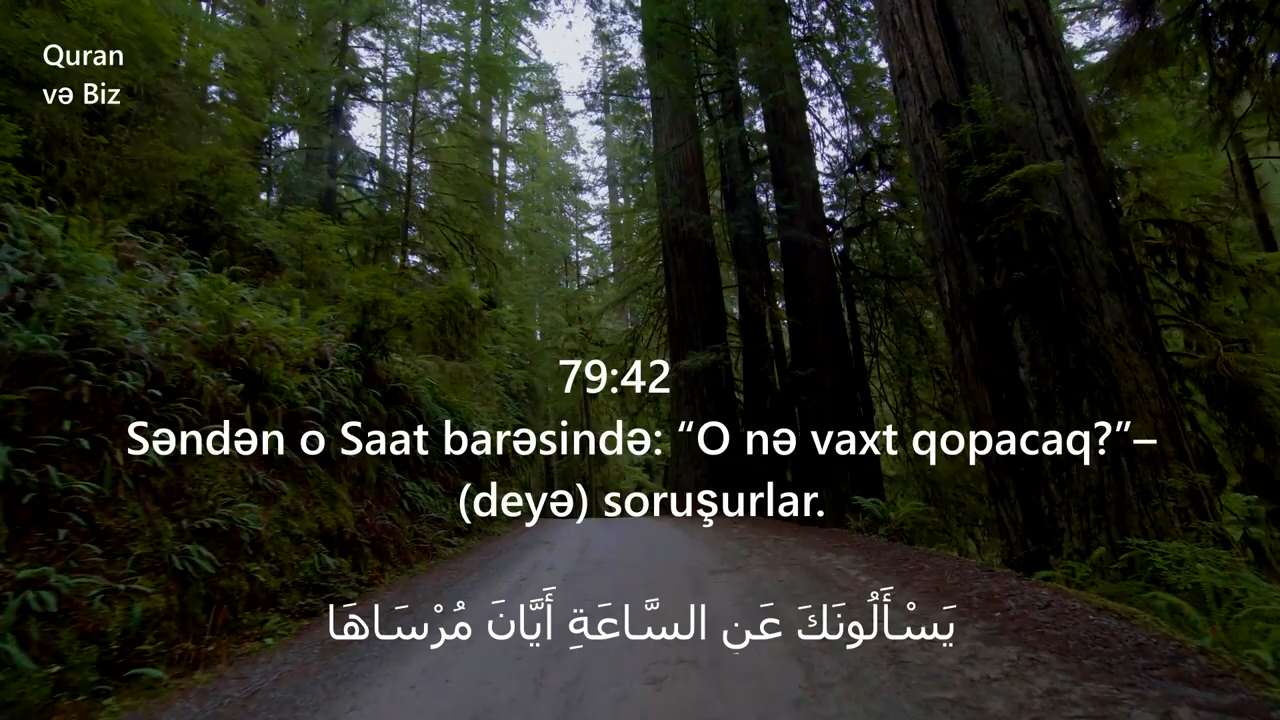 Quran
və Biz
79:42
Səndən o Saat barəsində: “O nə vaxt qopacaq?”–
(deyə) soruşurlar.
يَسْأَلُونَكَ عَنِ السَّاعَةِ أَيَّانَ مُرْسَاهَا